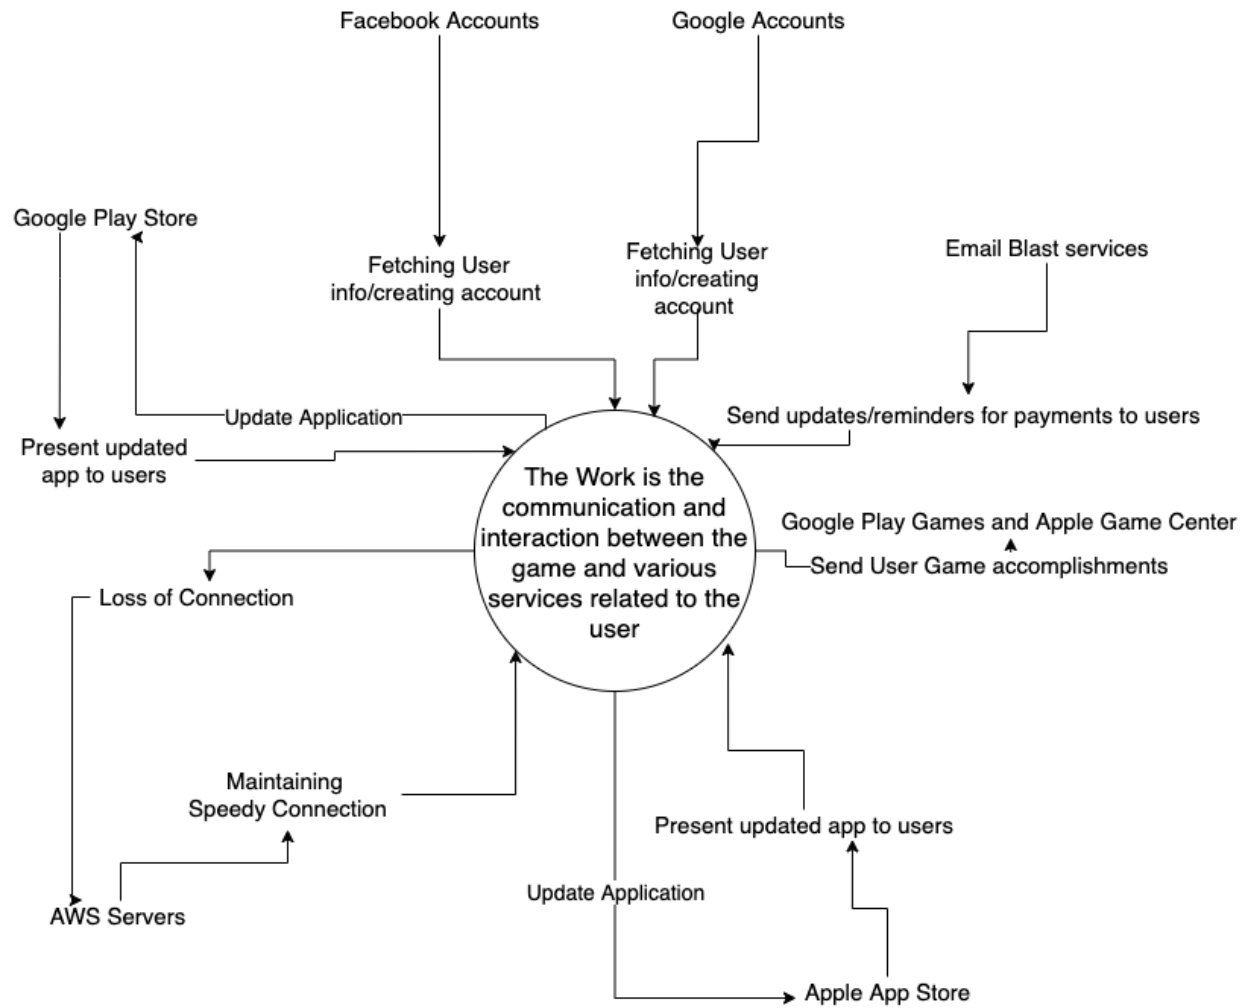 Facebook Accounts
Google Accounts
Google Play Store
Fetching User
info/creating account
Fetching User
info/creating
account
Email Blast services
Update Application
Send updates/reminders for payments to users
Present updated
app to users
The Work is the
communication and
interaction between the
game and various
services related to the
user
Google Play Games and Apple Game Center
Send User Game accomplishments
Loss of Connection
Maintaining
Speedy Connection
Present updated app to users
Update Application
AWS Servers
Apple App Store